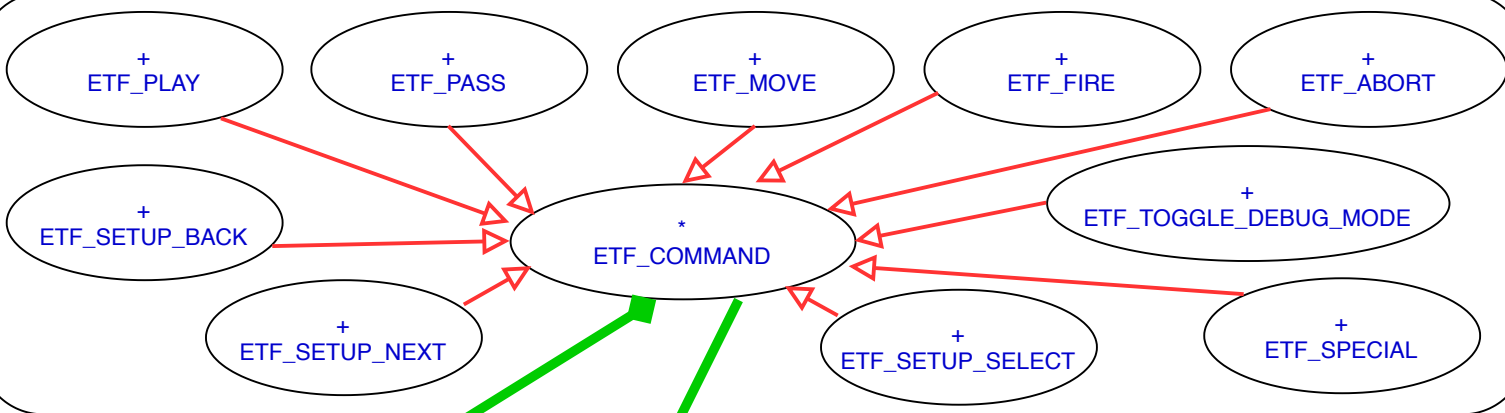 +
ETF_PLAY
+
ETF_PASS
+
ETF_MOVE
+
ETF_FIRE
+
ETF_ABORT
+
ETF_SETUP_BACK
*
ETF_COMMAND
+
ETF_TOGGLE_DEBUG_MODE
+
ETF_SETUP_NEXT
+
ETF_SETUP_SELECT
+
ETF_SPECIAL